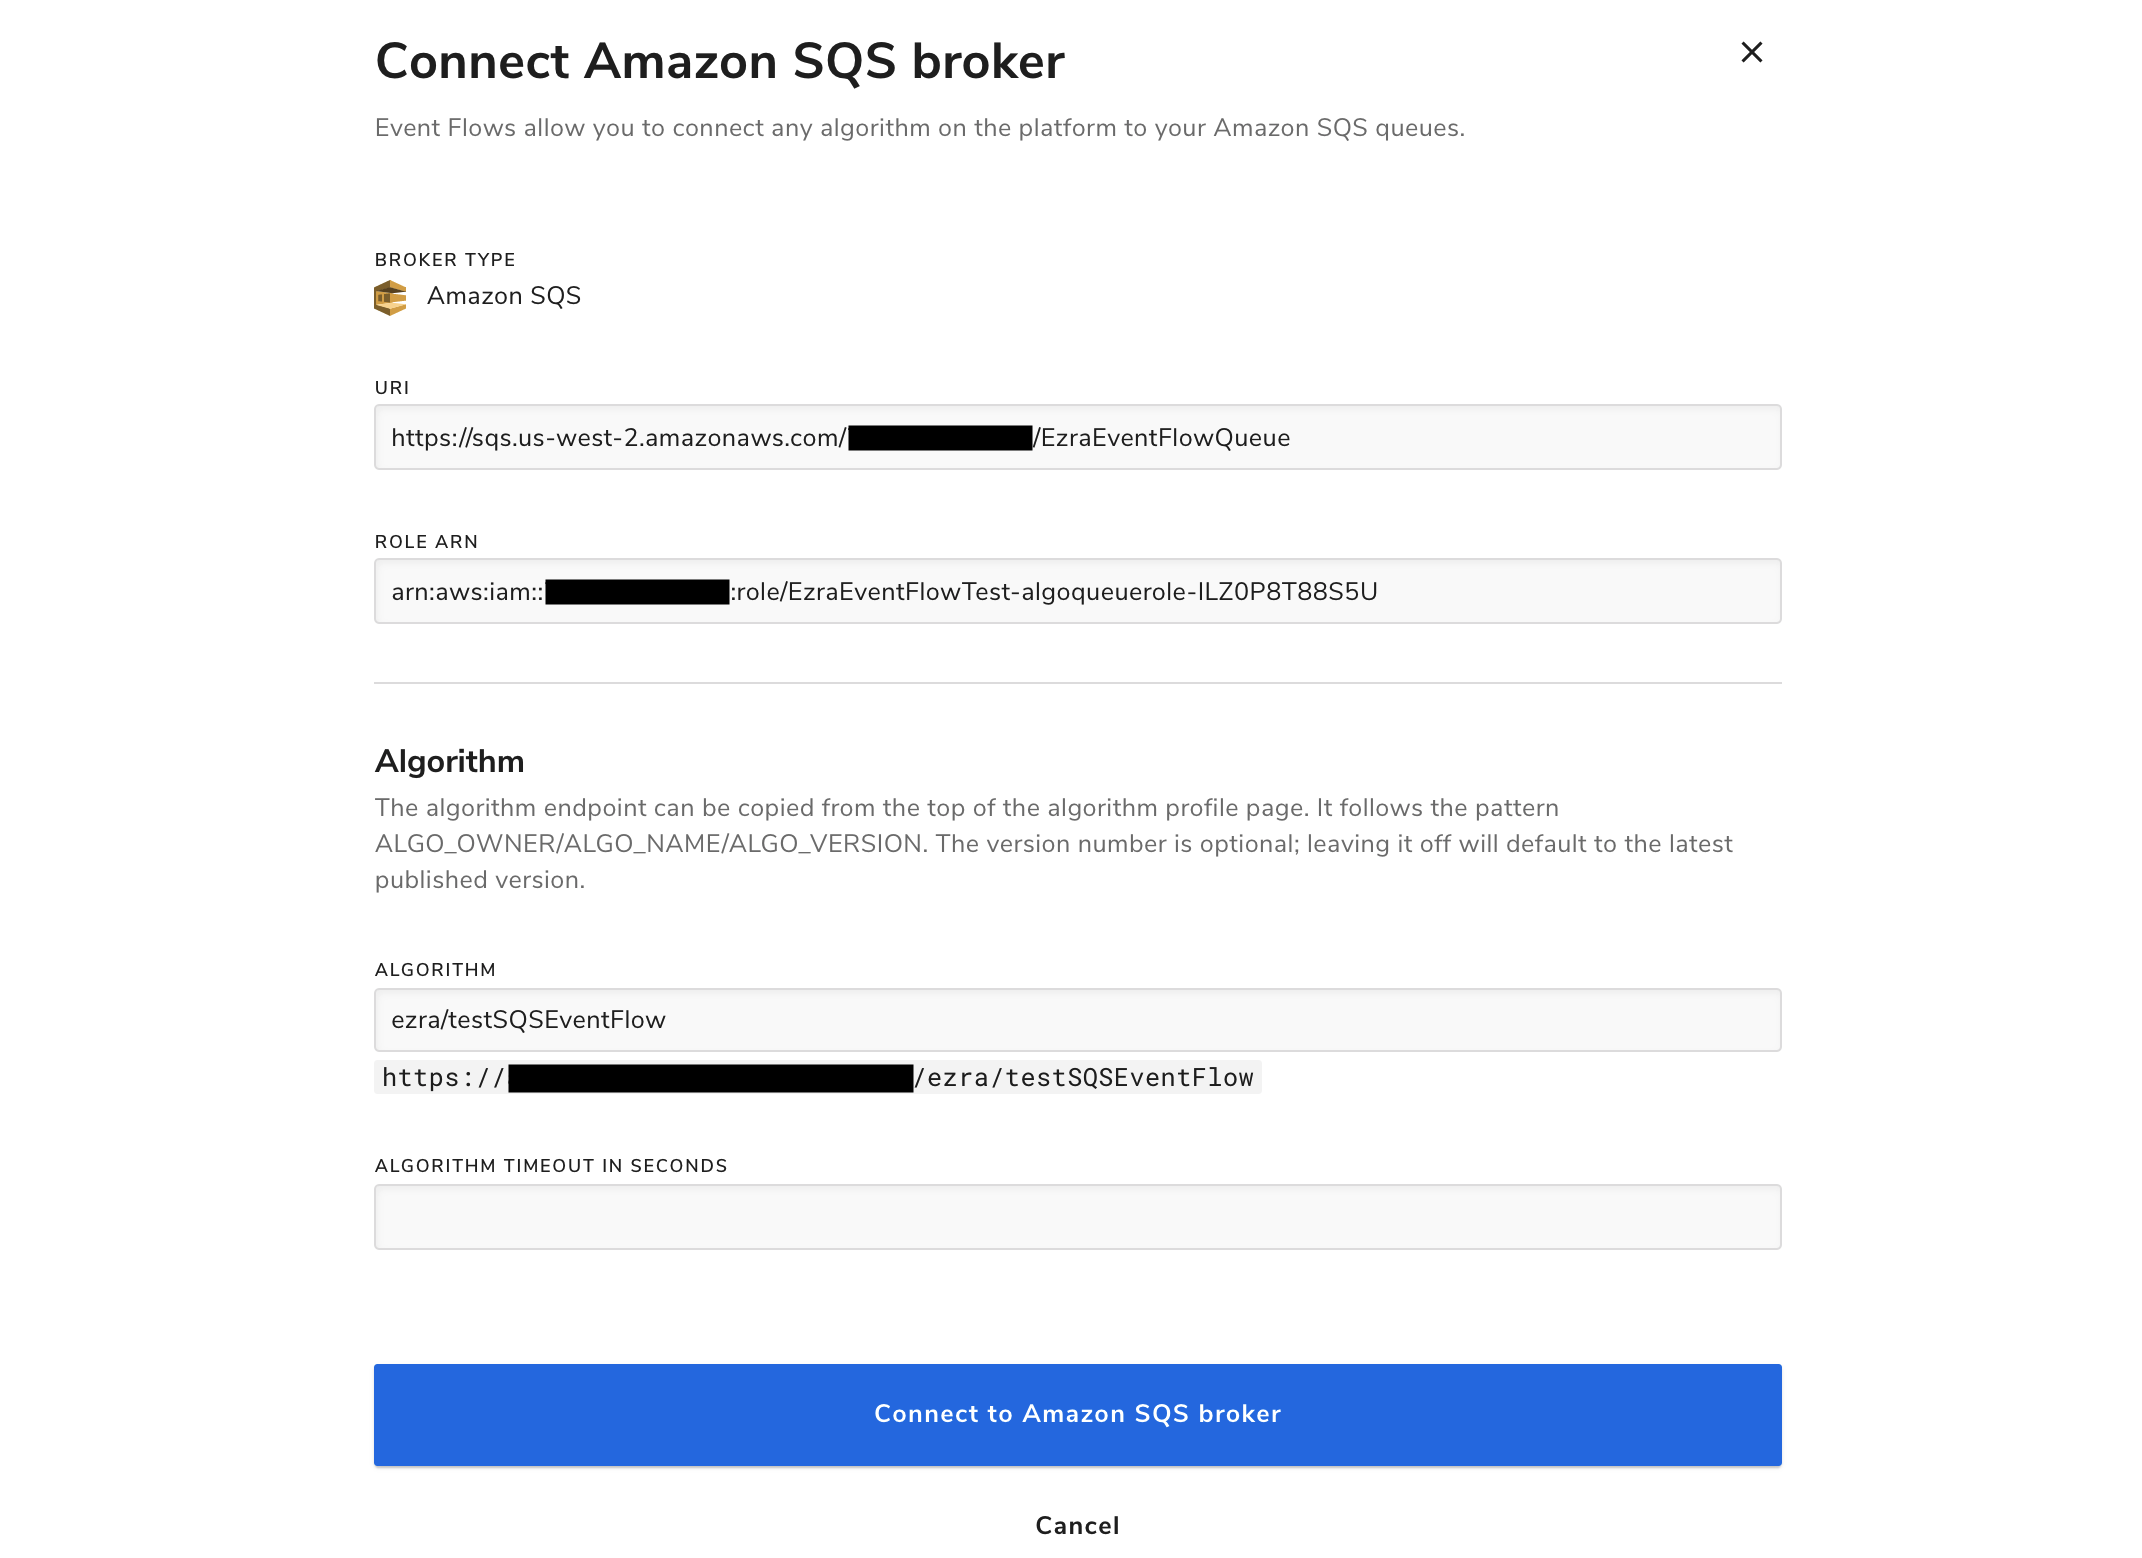 Connect Amazon SQS broker
Event Flows allow you to connect any algorithm on the platform to your Amazon SQS queues.
BROKER TYPE
Amazon SQS
URI
https://sqs.us-west-2.amazonaws.com/ /EzraEventFlowQueue
ROLE ARN
arn:aws:iam:: :role/EzraEventFlowTest-algoqueuerole-ILZ0P8T88S5U
Algorithm
The algorithm endpoint can be copied from the top of the algorithm profile page. It follows the pattern
ALGO_OWNER/ALGO_NAME/ALGO_VERSION. The version number is optional; leaving it off will default to the latest
published version.
ALGORITHM
ezra/testSQSEventFlow
https:// /ezra/testSQSEventFlow
ALGORITHM TIMEOUT IN SECONDS
Connect to Amazon SQS broker
Cancel